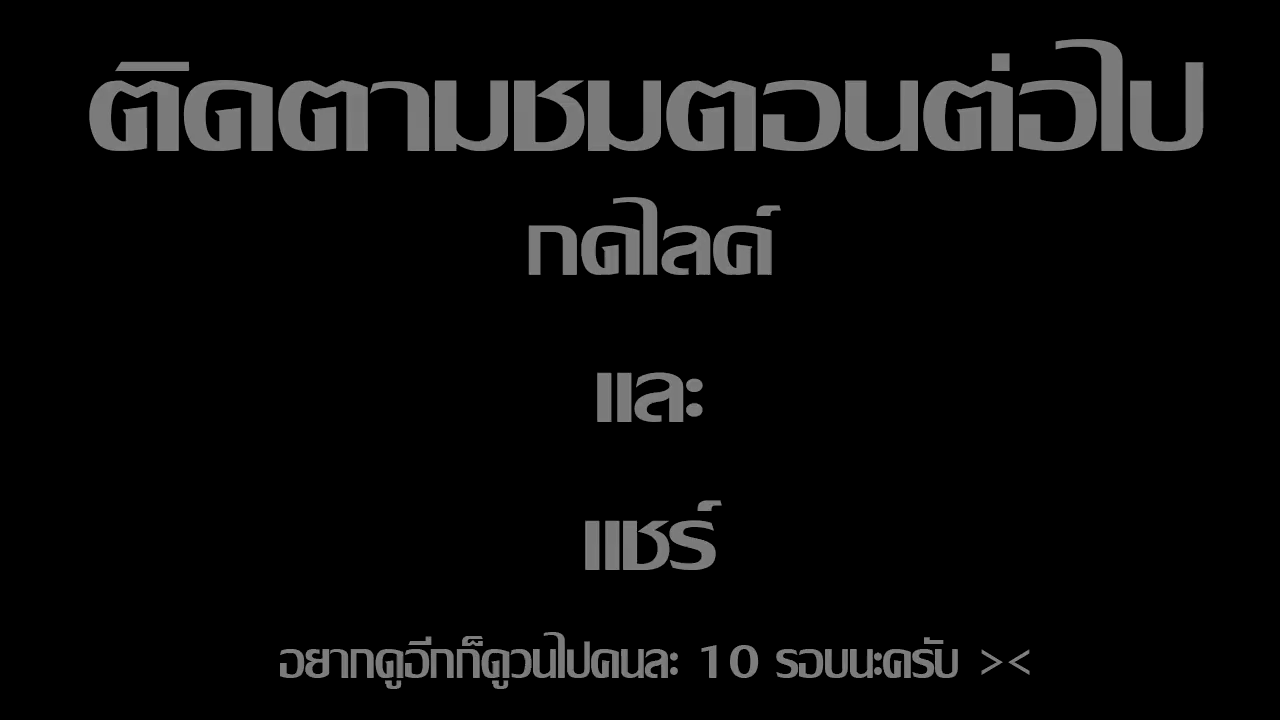 ติดตามชมตอนต่อไป
กดไลค์
และ
แชร์
อยากดูอีกก็ดูวนไปคนละ 10 รอบนะครับ ><